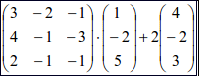 ( 3 − 2 − 1 ) ( 1 ) ( 4 )
( 4 − 1 − 3 ) · ( − 2 ) + 2 ( − 2 )
( 2 − 1 − 1 ) ( 5 ) ( 3 )